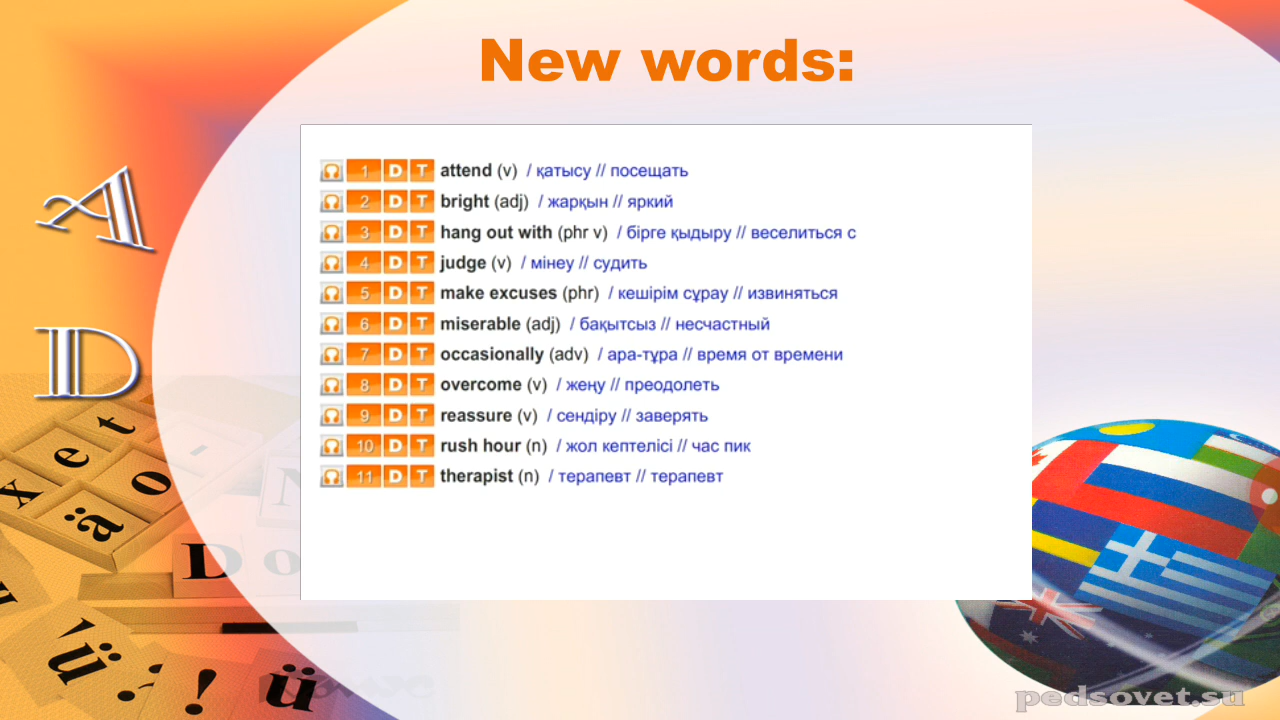 New words:
1 D T attend (v) / қатысу // посещать
2 D T bright (adj) / жарқын // яркий
3 D T hang out with (phr v) / бірге қыдыру // веселиться с
4 D T judge (v) / мінеу // судить
5 D T make excuses (phr) / кешірім сұрау // извиняться
6 D T miserable (adj) / бақытсыз // несчастный
7 D T occasionally (adv) / ара-тұра // время от времени
8 D T overcome (v) / жеңу // преодолеть
9 D T reassure (v) / сендіру // заверять
10 D T rush hour (n) / жол кептелісі // час пик
11 D T therapist (n) / терапевт // терапевт
A
D
t
e
x
o
ä
Do
ü
!
ü
pedsovet.su